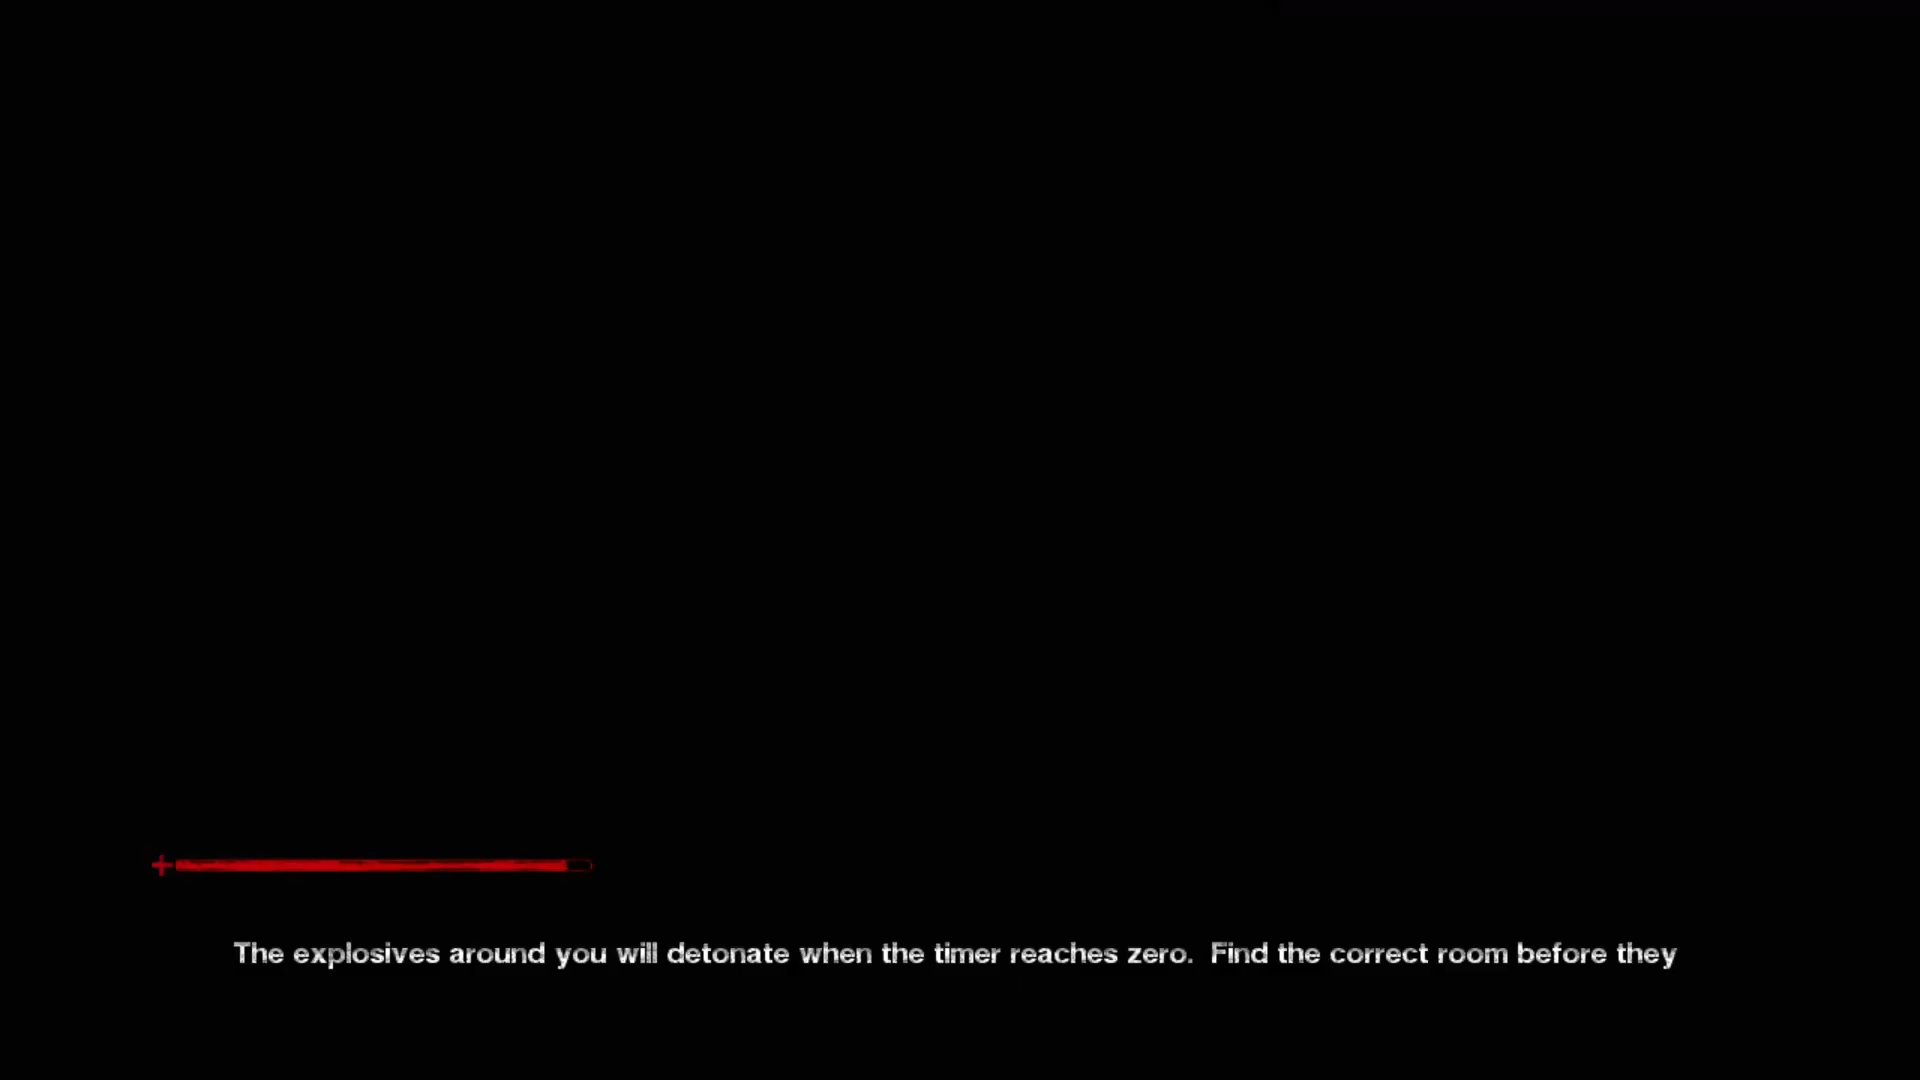 The explosives around you will detonate when the timer reaches zero.  Find the correct room before they